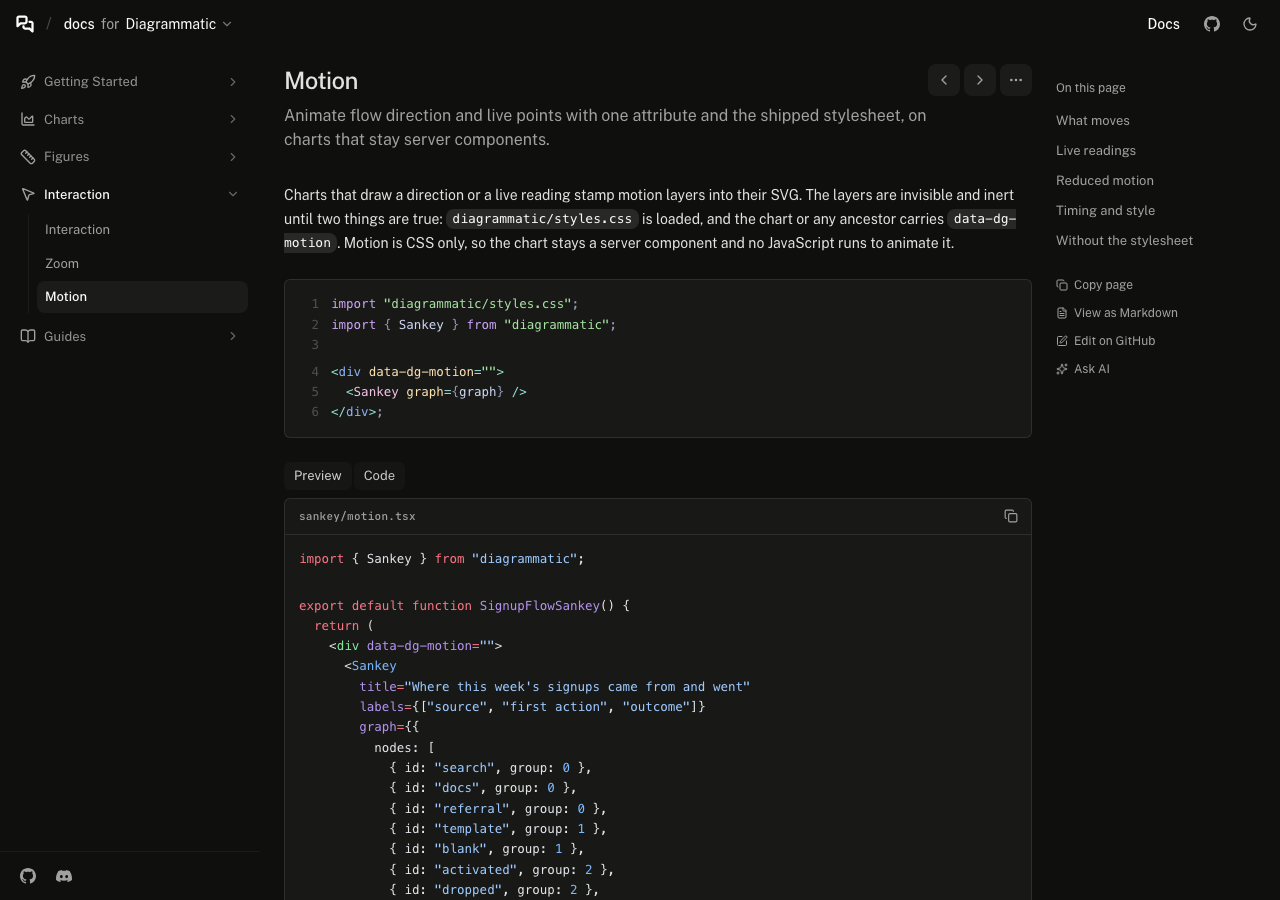 / docs for Diagrammatic
Docs
Getting Started
Charts
Figures
Interaction
Interaction
Zoom
Motion
Guides
Motion
Animate flow direction and live points with one attribute and the shipped stylesheet, on
charts that stay server components.
Charts that draw a direction or a live reading stamp motion layers into their SVG. The layers are invisible and inert
until two things are true: diagrammatic/styles.css is loaded, and the chart or any ancestor carries data-dg-
motion. Motion is CSS only, so the chart stays a server component and no JavaScript runs to animate it.
1 import "diagrammatic/styles.css";
2 import { Sankey } from "diagrammatic";
3
4 <div data-dg-motion="">
5   <Sankey graph={graph} />
6 </div>;
Preview Code
sankey/motion.tsx
import { Sankey } from "diagrammatic";
export default function SignupFlowSankey() {
  return (
    <div data-dg-motion="">
      <Sankey
        title="Where this week's signups came from and went"
        labels={["source", "first action", "outcome"]}
        graph={{
          nodes: [
            { id: "search", group: 0 },
            { id: "docs", group: 0 },
            { id: "referral", group: 0 },
            { id: "template", group: 1 },
            { id: "blank", group: 1 },
            { id: "activated", group: 2 },
            { id: "dropped", group: 2 },
On this page
What moves
Live readings
Reduced motion
Timing and style
Without the stylesheet
Copy page
View as Markdown
Edit on GitHub
Ask AI